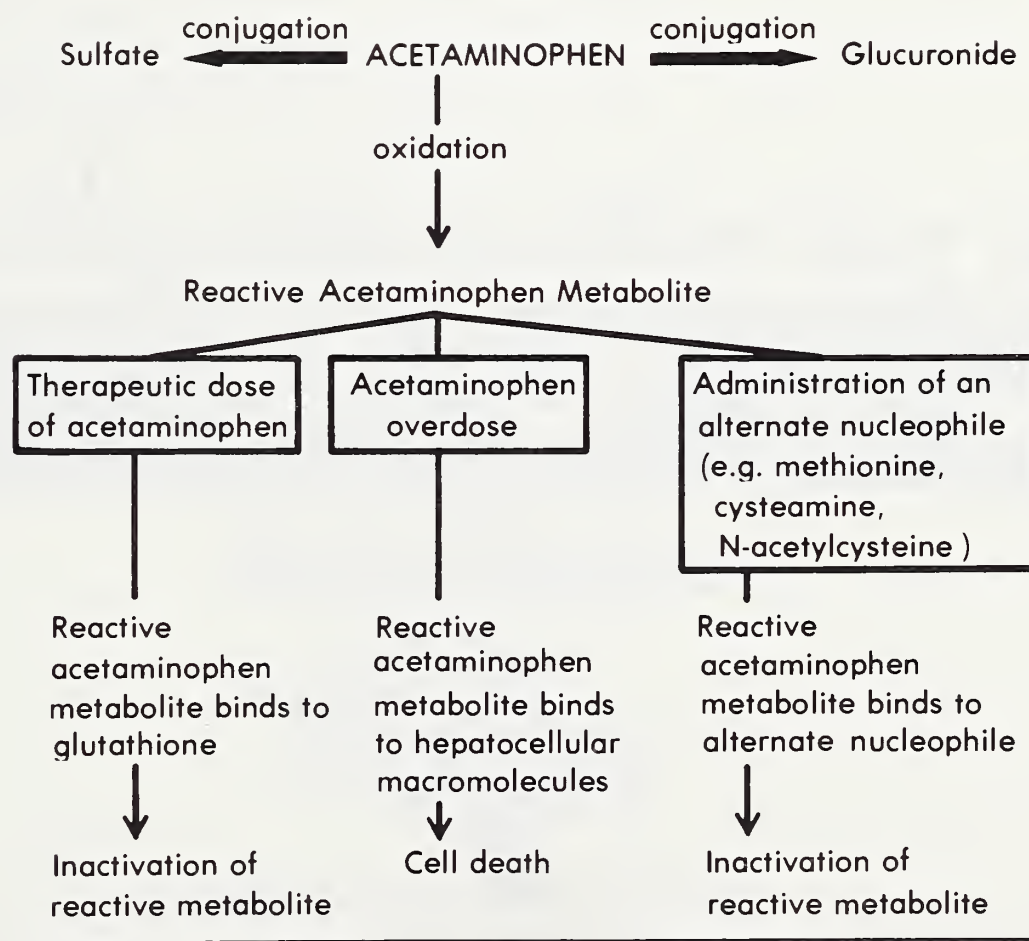 conjugation conjugation
Sulfate ACETAMINOPHEN Glucuronide
oxidation
Reactive Acetaminophen Metabolite
Therapeutic dose
of acetaminophen
Acetaminophen
overdose
Administration of an
alternate nucleophile
(e.g. methionine,
cysteamine,
N-acetylcysteine )
Reactive
acetaminophen
metabolite binds to
glutathione
Inactivation of
reactive metabolite
Reactive
acetaminophen
metabolite binds
to hepatocellular
macromolecules
Cell death
Reactive
acetaminophen
metabolite binds to
alternate nucleophile
Inactivation of
reactive metabolite